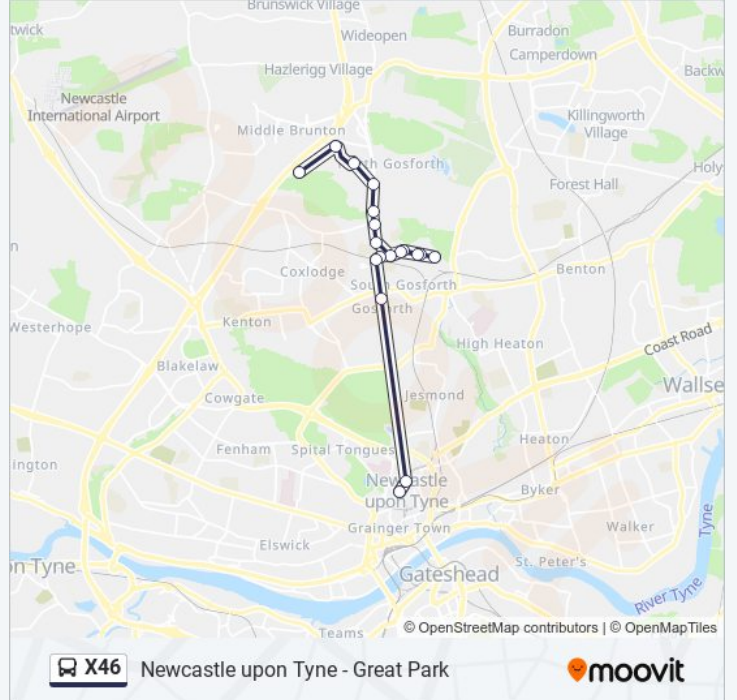 Brunswick Village
twick
Wideopen
Burradon
Camperdown
Hazlerigg Village
Backw
Newcastle
International Airport
Killingworth
Village
Middle Brunton
th Gosforth
Holy
Forest Hall
n
Coxlodge
Benton
South Gosforth
Gosforth
Westerhope
Kenton
High Heaton
Coast Road
Blakelaw
Wallse
Cowgate
Jesmond
Heaton
Fenham
Spital Tongues
ington
Newcastle
upon Tyne
Byker
Grainger Town
Walker
Tyne
Elswick
St. Peter's
on Tyne
Gateshead
River Tyne
Teams
© OpenStreetMap contributors | © OpenMapTiles
X46 Newcastle upon Tyne - Great Park
moovit